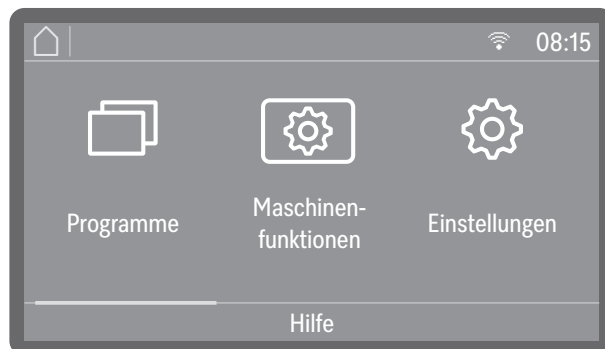 08:15
Programme
Maschinen-
funktionen
Einstellungen
Hilfe